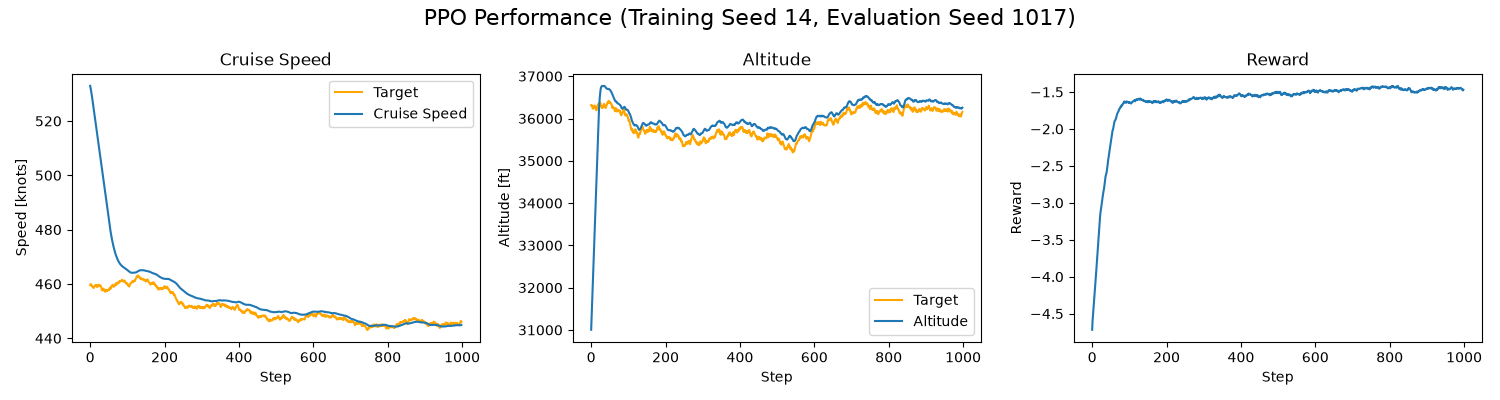 PPO Performance (Training Seed 14, Evaluation Seed 1017)
Cruise Speed
Speed [knots]
520
500
480
460
440
0 200 400 600 800 1000
Step
Target
Cruise Speed
Altitude
Altitude [ft]
37000
36000
35000
34000
33000
32000
31000
0 200 400 600 800 1000
Step
Target
Altitude
Reward
Reward
−1.5
−2.0
−2.5
−3.0
−3.5
−4.0
−4.5
0 200 400 600 800 1000
Step